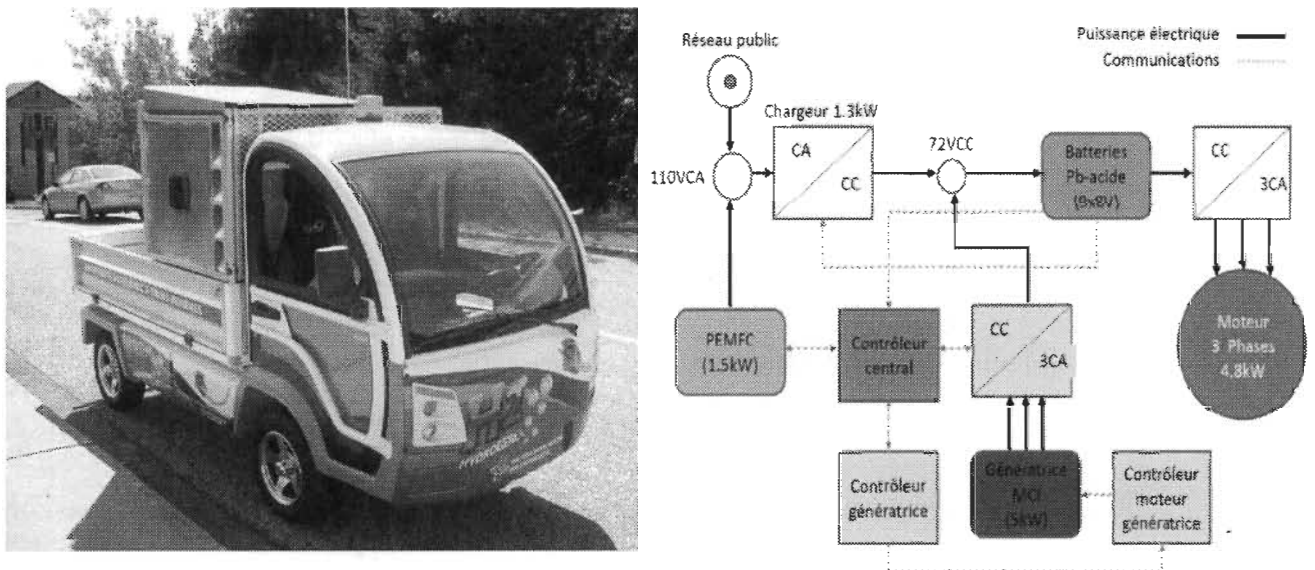 Réseau public
Puissance électrique
Communications
Chargeur 1.3kW
CA
CC
110VCA
72VCC
Batteries
Pb-acide
(9x8V)
CC
3CA
PEMFC
(1.5kW)
Contrôleur
central
CC
3CA
Moteur
3 Phases
4.8kW
Contrôleur
génératrice
Génératrice
MCI
(5kW)
Contrôleur
moteur
génératrice